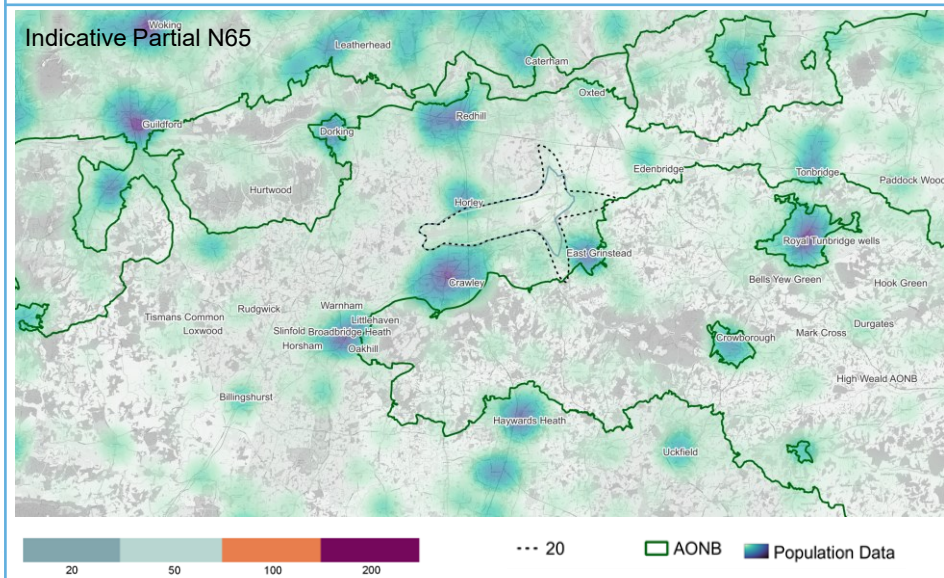 Indicative Partial N65
Woking
Leatherhead
Caterham
Oxted
Guildford
Redhill
Dorking
Edenbridge
Tonbridge
Paddock Wood
Hurtwood
Horley
Royal Tunbridge wells
East Grinstead
Bells Yew Green
Hook Green
Crawley
Warnham
Rudgwick
Tismans Common
Littlehaven
Loxwood
Slinfold
Broadbridge Heath
Durgates
Mark Cross
Crowborough
Horsham
Oakhill
High Weald AONB
Billingshurst
Haywards Heath
Uckfield
20
50
100
200
20
AONB
Population Data